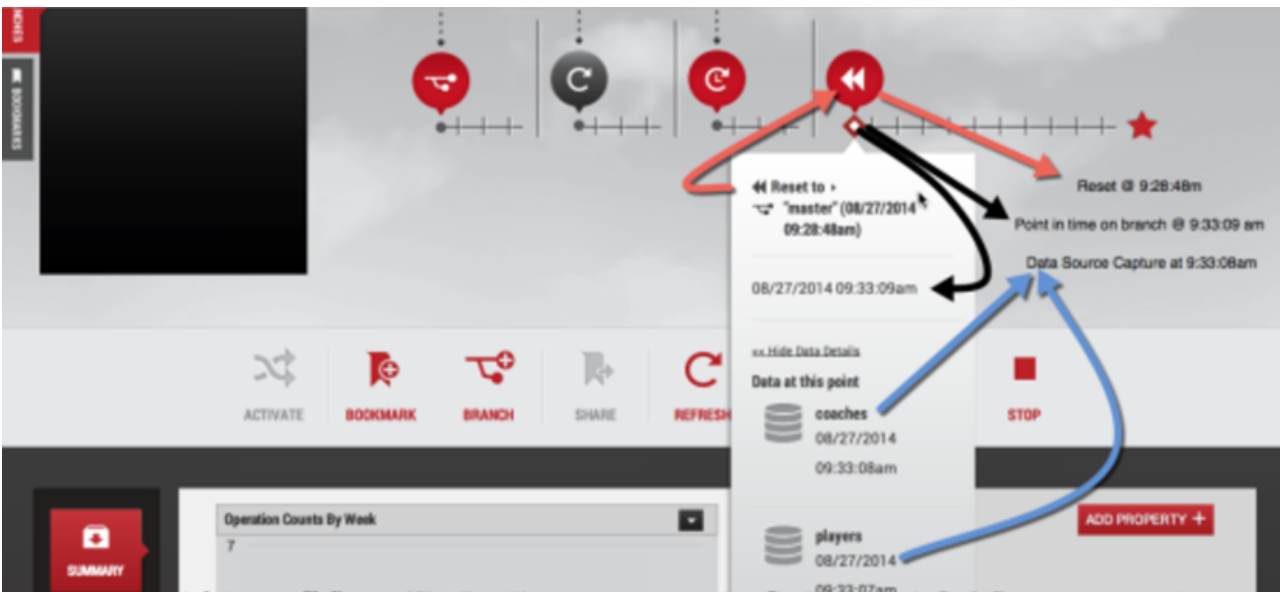 BOOKMARKS
Reset to
"master" (08/27/2014
09:28:48am)
Reset @ 9:28:48m
Point in time on branch @ 9:33:09 am
Data Source Capture at 9:33:08am
08/27/2014 09:33:09am
<< Hide Data Details
Data at this point
coaches
08/27/2014
09:33:08am
players
08/27/2014
09:33:07am
ACTIVATE
BOOKMARK
BRANCH
SHARE
REFRESH
STOP
SUMMARY
Operation Counts By Week
7
ADD PROPERTY +